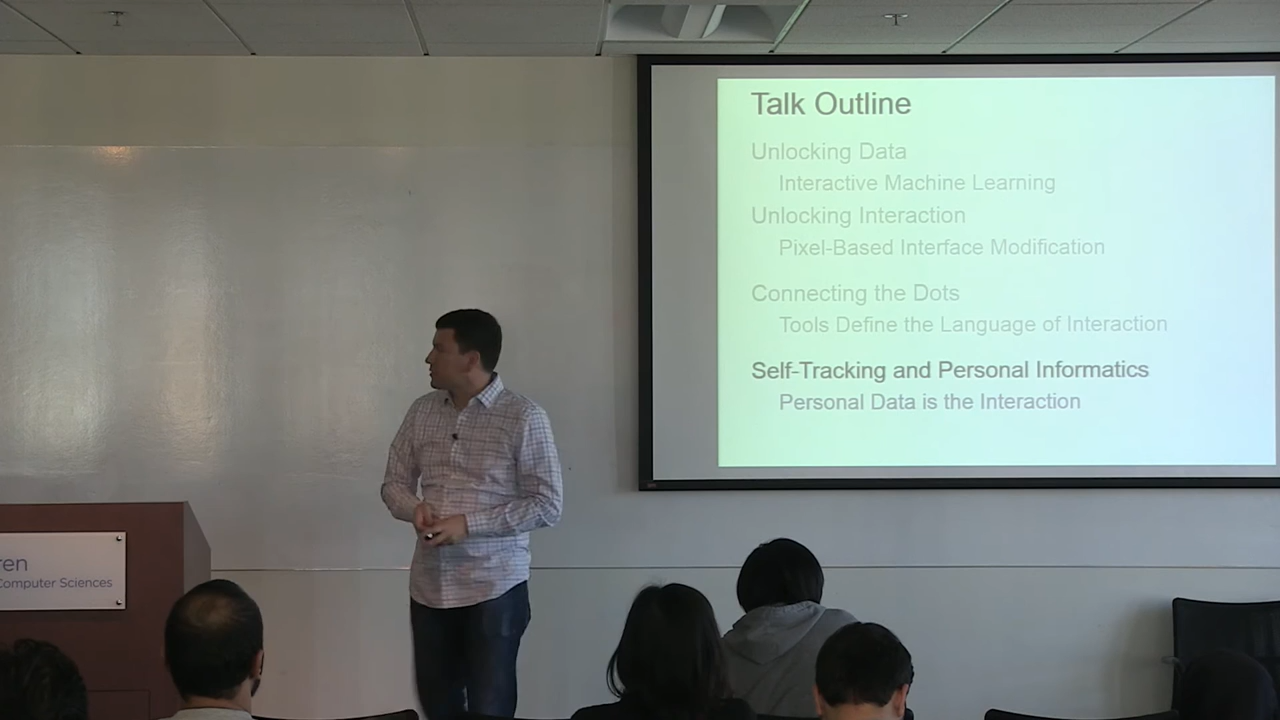 Talk Outline
Unlocking Data
Interactive Machine Learning
Unlocking Interaction
Pixel-Based Interface Modification
Connecting the Dots
Tools Define the Language of Interaction
Self-Tracking and Personal Informatics
Personal Data is the Interaction
ren
Computer Sciences